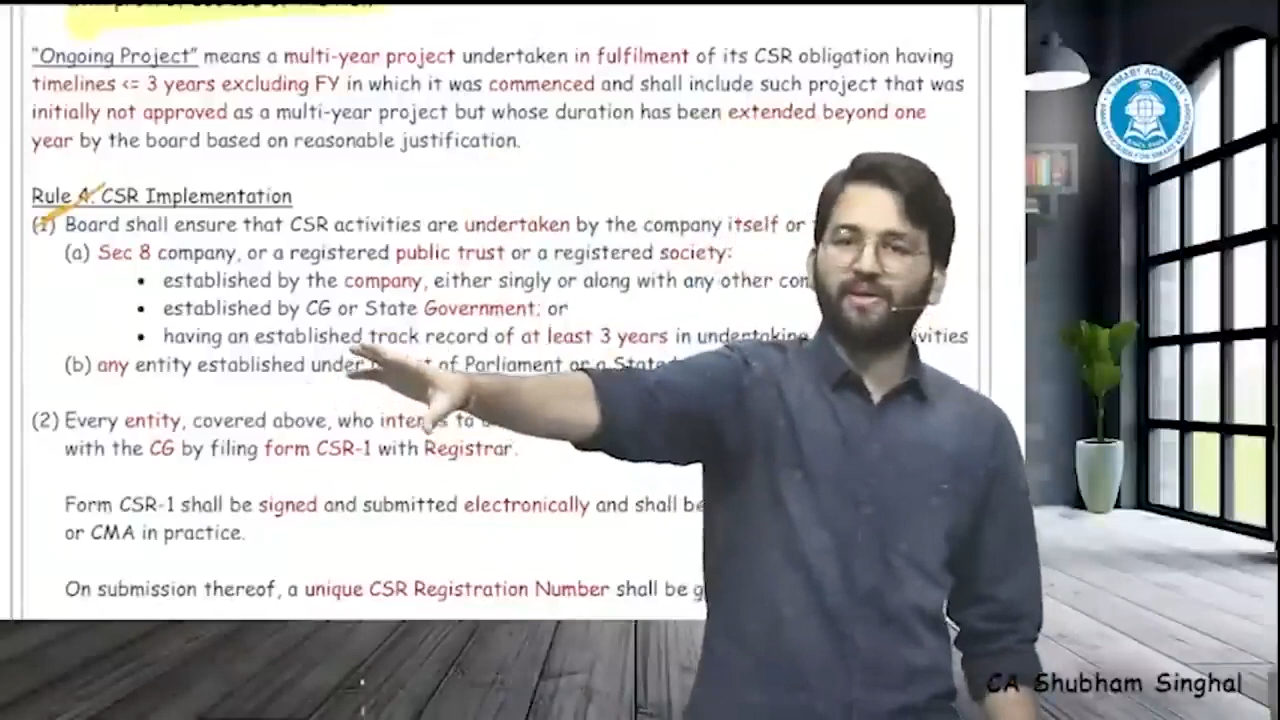 "Ongoing Project" means a multi-year project undertaken in fulfilment of its CSR obligation having
timelines <= 3 years excluding FY in which it was commenced and shall include such project that was
initially not approved as a multi-year project but whose duration has been extended beyond one
year by the board based on reasonable justification.
Rule 4. CSR Implementation
(1) Board shall ensure that CSR activities are undertaken by the company itself or
(a) Sec 8 company, or a registered public trust or a registered society:
• established by the company, either singly or along with any other
• established by CG or State Government; or
• having an established track record of at least 3 years in undertaking
(b) any entity established under of Parliament or a State
(2) Every entity, covered above, who to
with the CG by filing form CSR-1 with Registrar.
Form CSR-1 shall be signed and submitted electronically and shall be
or CMA in practice.
On submission thereof, a unique CSR Registration Number shall be
V'SMART ACADEMY
CA Shubham Singhal